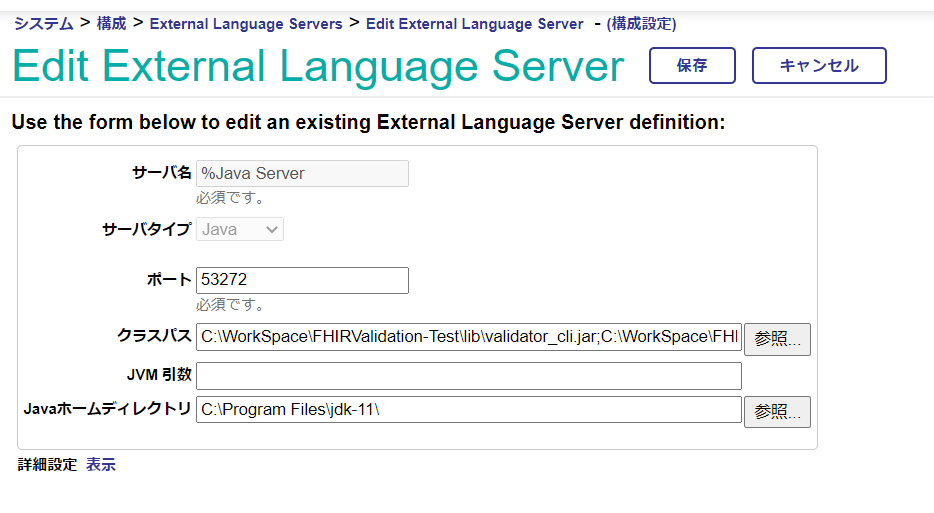 システム > 構成 > External Language Servers > Edit External Language Server - (構成設定)
Edit External Language Server 保存 キャンセル
Use the form below to edit an existing External Language Server definition:
サーバ名 %Java Server
必須です。
サーバタイプ Java
ポート 53272
必須です。
クラスパス C:\WorkSpace\FHIRValidation-Test\lib\validator_cli.jar;C:\WorkSpace\FHI 参照...
JVM 引数
Javaホームディレクトリ C:\Program Files\jdk-11\ 参照...
詳細設定 表示